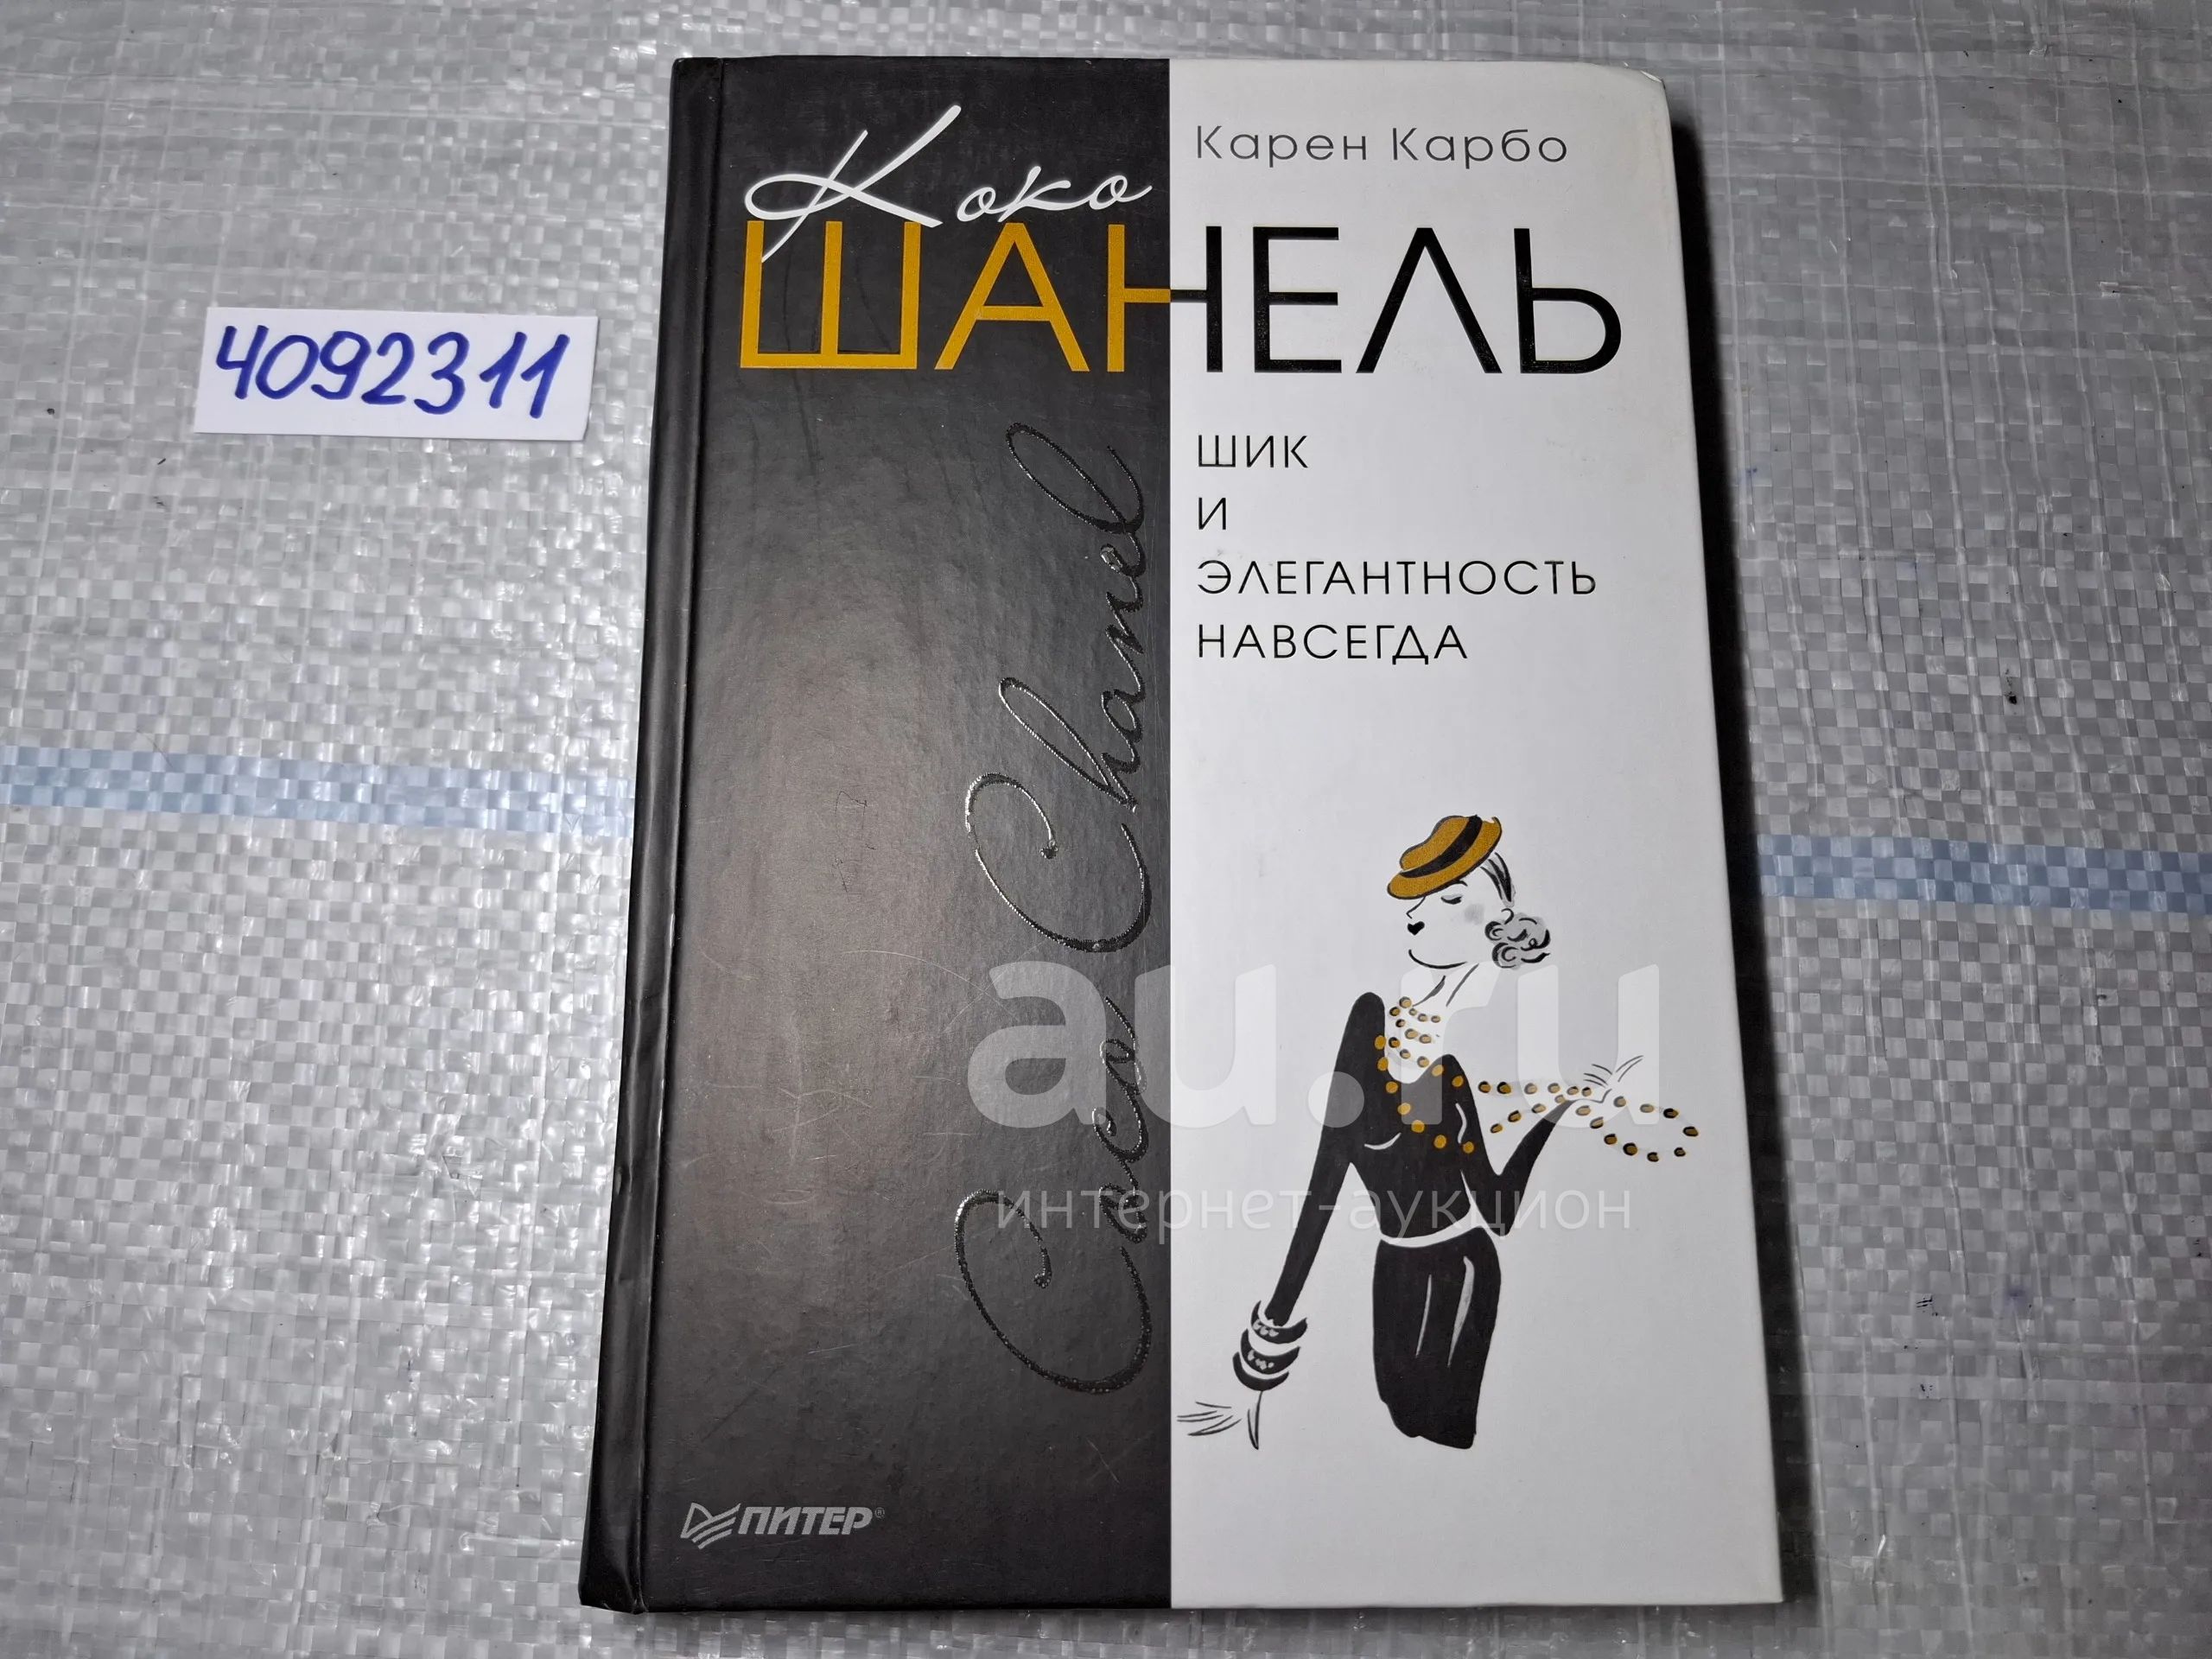 4092311
Карен Карбо
Коко
ШАНЕЛЬ
ШИК
И
ЭЛЕГАНТНОСТЬ
НАВСЕГДА
Coco Chanel
au.ru
интернет-аукцион
ПИТЕР®